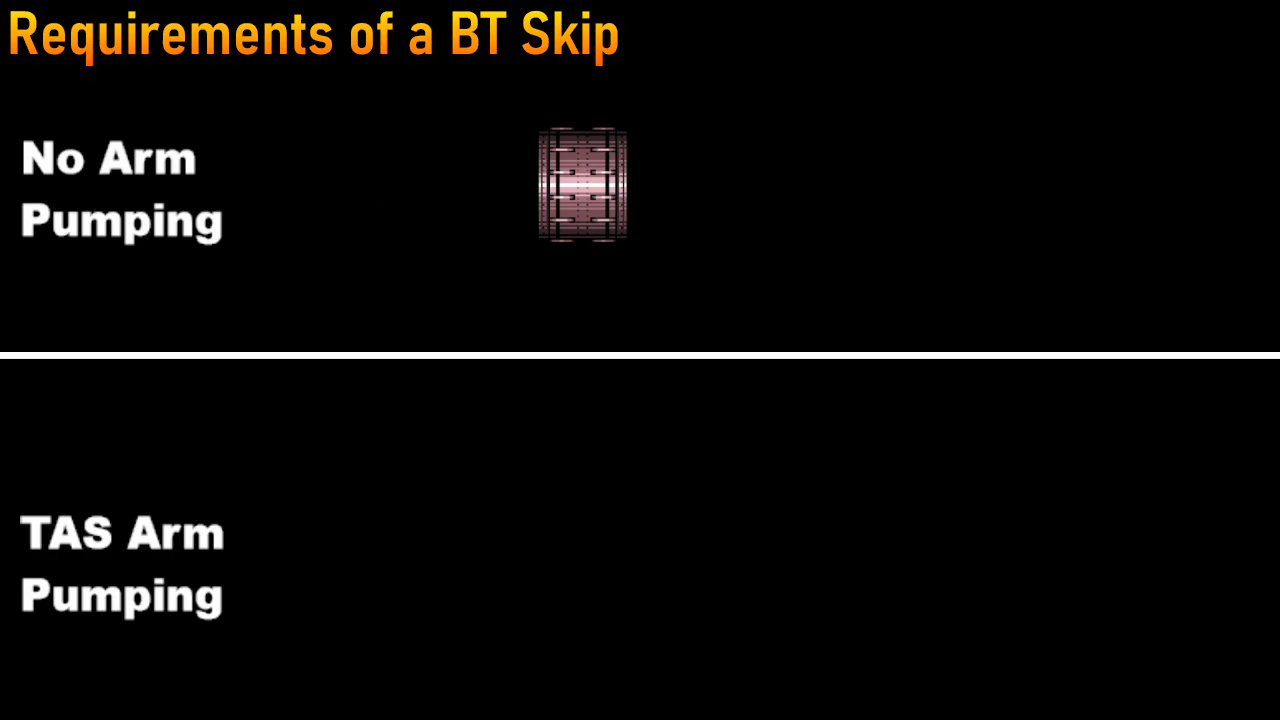 Requirements of a BT Skip
No Arm
Pumping
TAS Arm
Pumping